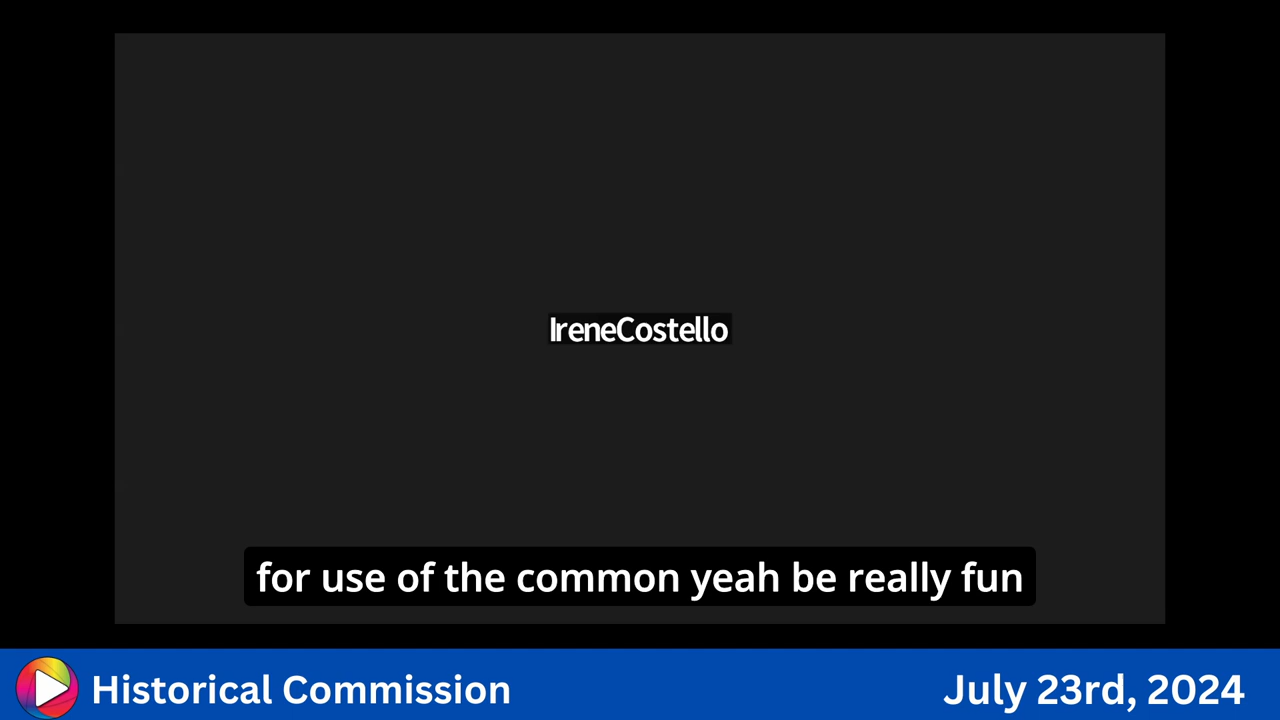 IreneCostello
for use of the common yeah be really fun
Historical Commission
July 23rd, 2024